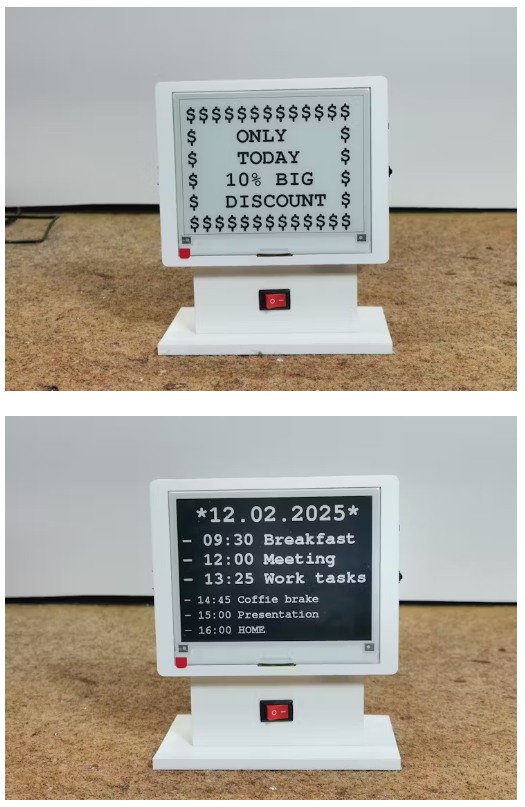 $$$$$$$$$$$$$
$ ONLY $
$ TODAY $
$ 10% BIG $
$ DISCOUNT $
$$$$$$$$$$$$$
*12.02.2025*
- 09:30 Breakfast
- 12:00 Meeting
- 13:25 Work tasks
- 14:45 Coffie brake
- 15:00 Presentation
- 16:00 HOME